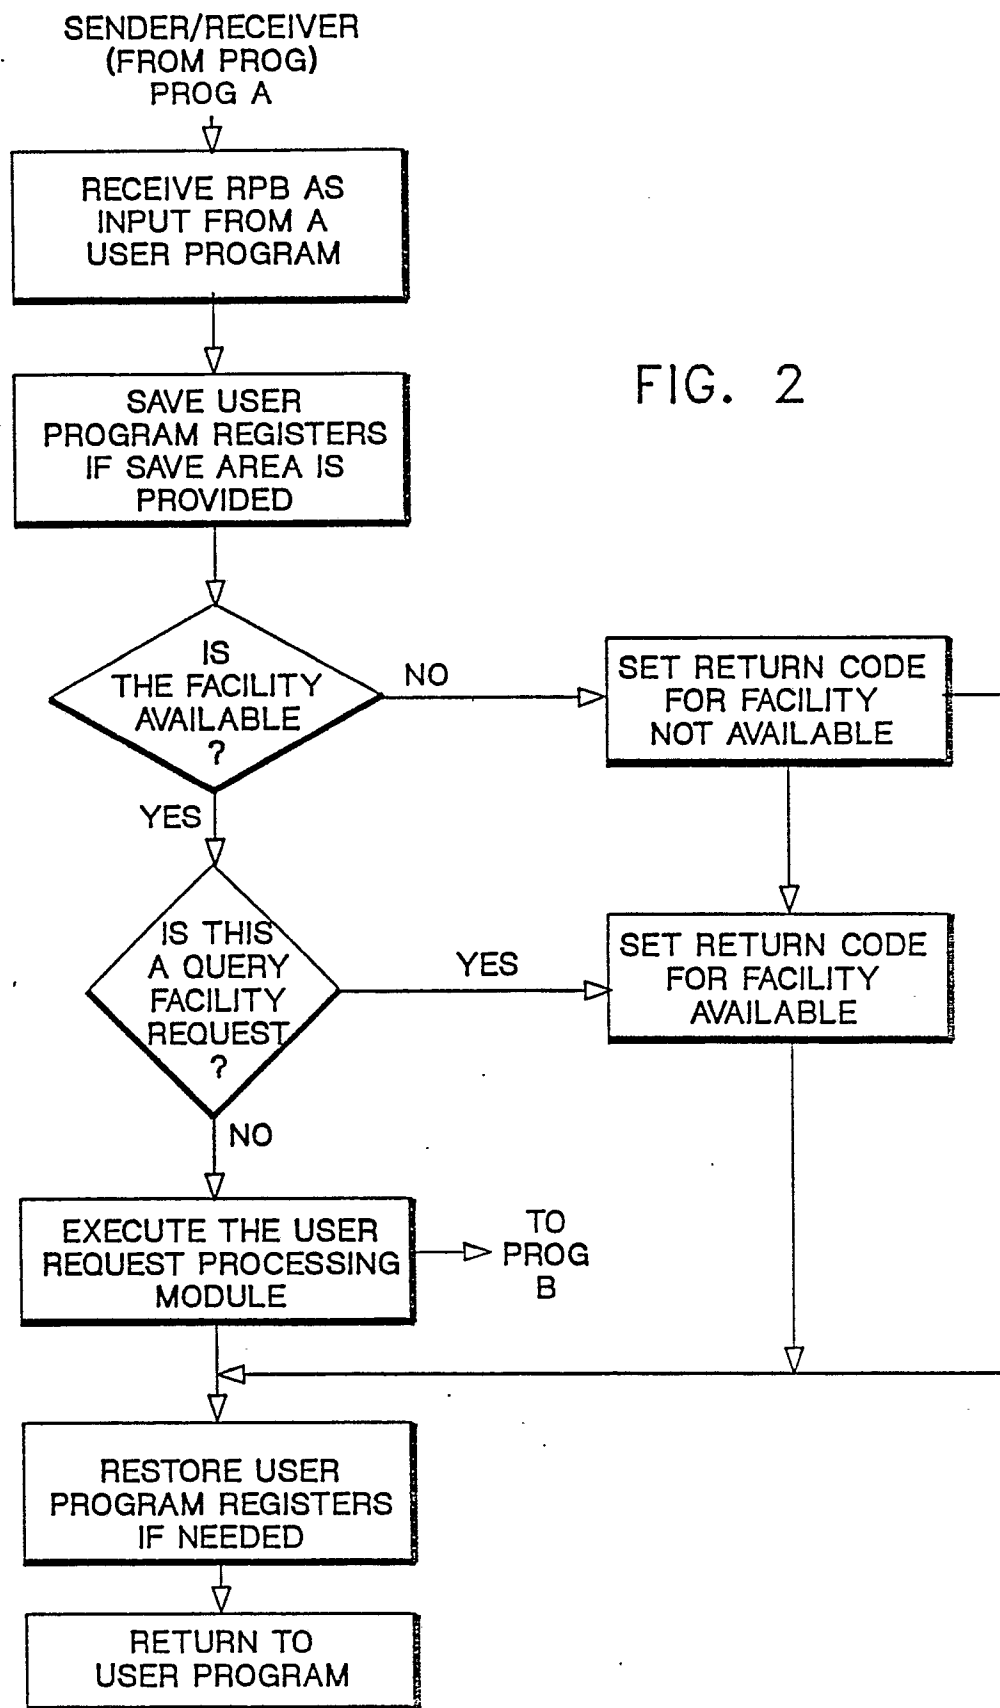 SENDER/RECEIVER
(FROM PROG)
PROG A
RECEIVE RPB AS
INPUT FROM A
USER PROGRAM
FIG. 2
SAVE USER
PROGRAM REGISTERS
IF SAVE AREA IS
PROVIDED
IS
THE FACILITY
AVAILABLE
?
NO
SET RETURN CODE
FOR FACILITY
NOT AVAILABLE
YES
IS THIS
A QUERY
FACILITY
REQUEST
?
YES
SET RETURN CODE
FOR FACILITY
AVAILABLE
NO
EXECUTE THE USER
REQUEST PROCESSING
MODULE
TO
PROG
B
RESTORE USER
PROGRAM REGISTERS
IF NEEDED
RETURN TO
USER PROGRAM